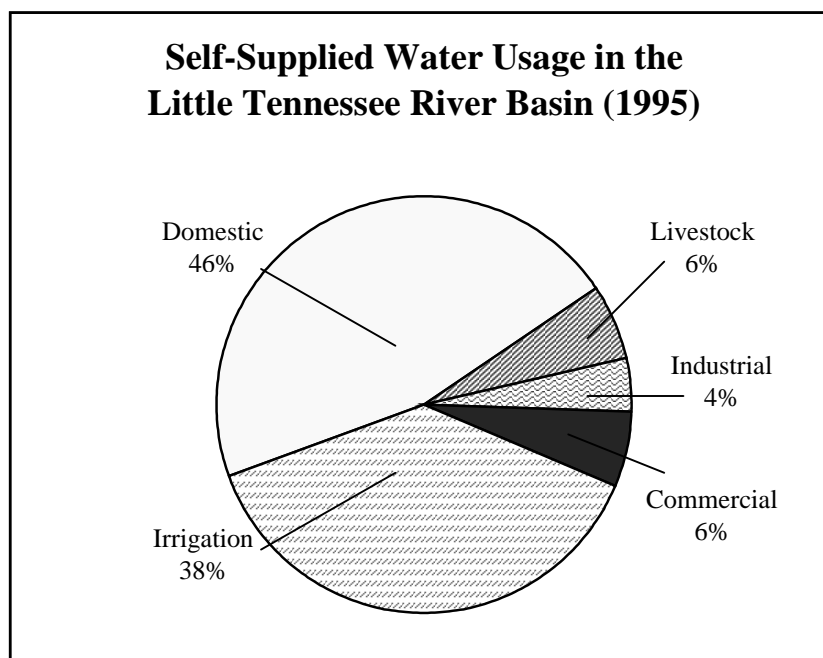 Self-Supplied Water Usage in the
Little Tennessee River Basin (1995)
Domestic
46%
Livestock
6%
Industrial
4%
Commercial
6%
Irrigation
38%